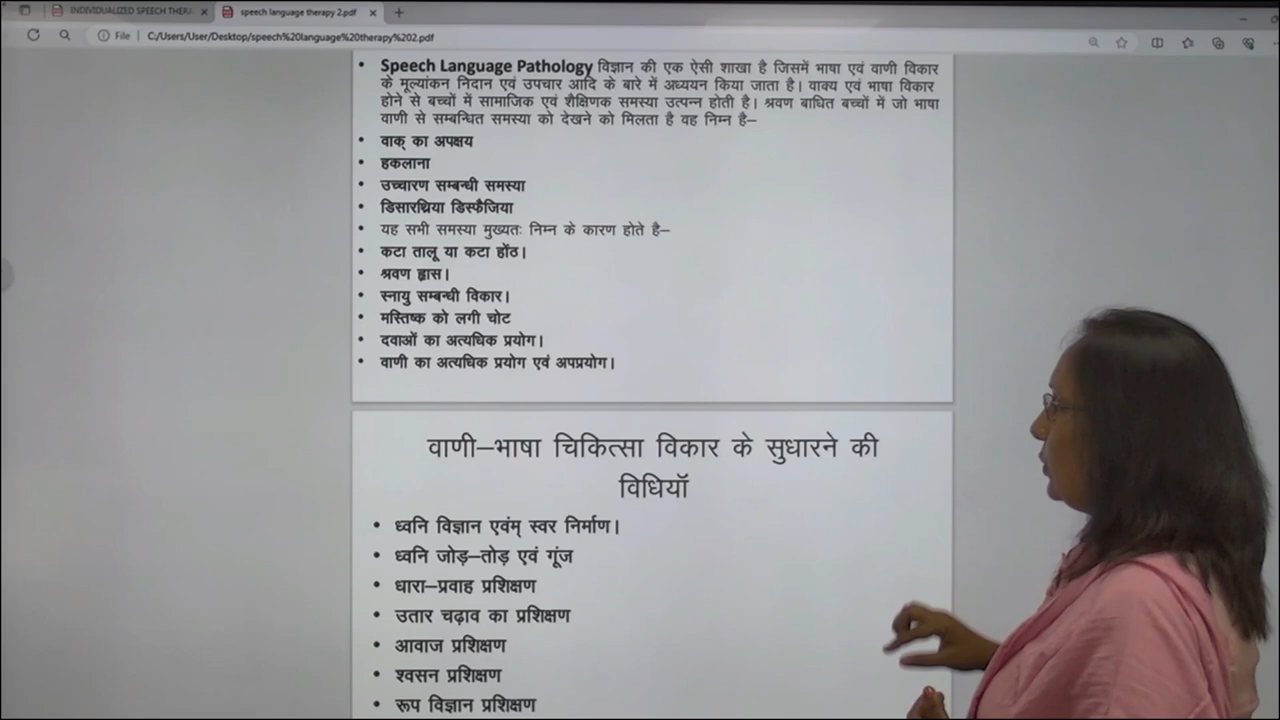 INDIVIDUALIZED SPEECH THERA
speech language therapy 2.pdf
File
C:/Users/User/Desktop/speech%20language%20therapy%202.pdf
• Speech Language Pathology विज्ञान की एक ऐसी शाखा है जिसमें भाषा एवं वाणी विकार
के मूल्यांकन निदान एवं उपचार आदि के बारे में अध्ययन किया जाता है। वाक्य एवं भाषा विकार
होने से बच्चों में सामाजिक एवं शैक्षिणक समस्या उत्पन्न होती है। श्रवण बाधित बच्चों में जो भाषा
वाणी से सम्बन्धित समस्या को देखने को मिलता है वह निम्न है–
• वाक् का अपक्षय
• हकलाना
• उच्चारण सम्बन्धी समस्या
• डिसारथ्रिया डिस्फैजिया
• यह सभी समस्या मुख्यतः निम्न के कारण होते है–
• कटा तालू या कटा होंठ।
• श्रवण ह्रास।
• स्नायु सम्बन्धी विकार।
• मस्तिष्क को लगी चोट
• दवाओं का अत्यधिक प्रयोग।
• वाणी का अत्यधिक प्रयोग एवं अपप्रयोग।
वाणी–भाषा चिकित्सा विकार के सुधारने की
विधियॉ
• ध्वनि विज्ञान एवंम् स्वर निर्माण।
• ध्वनि जोड़–तोड़ एवं गूंज
• धारा–प्रवाह प्रशिक्षण
• उतार चढ़ाव का प्रशिक्षण
• आवाज प्रशिक्षण
• श्वसन प्रशिक्षण
• रूप विज्ञान प्रशिक्षण